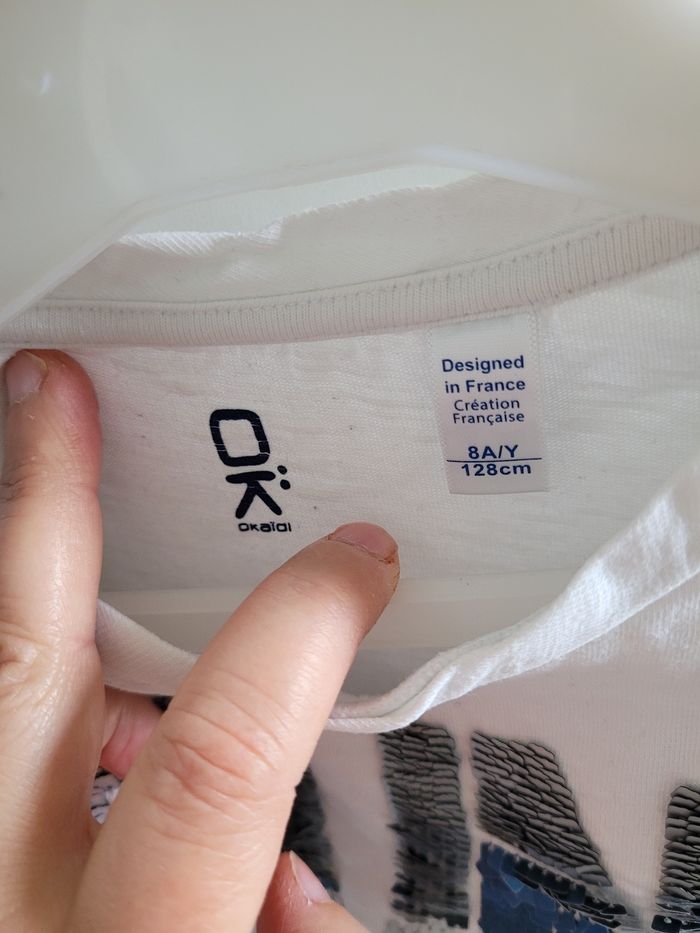 OK
OKaïDI
Designed
in France
Création
Française
8A/Y
128cm